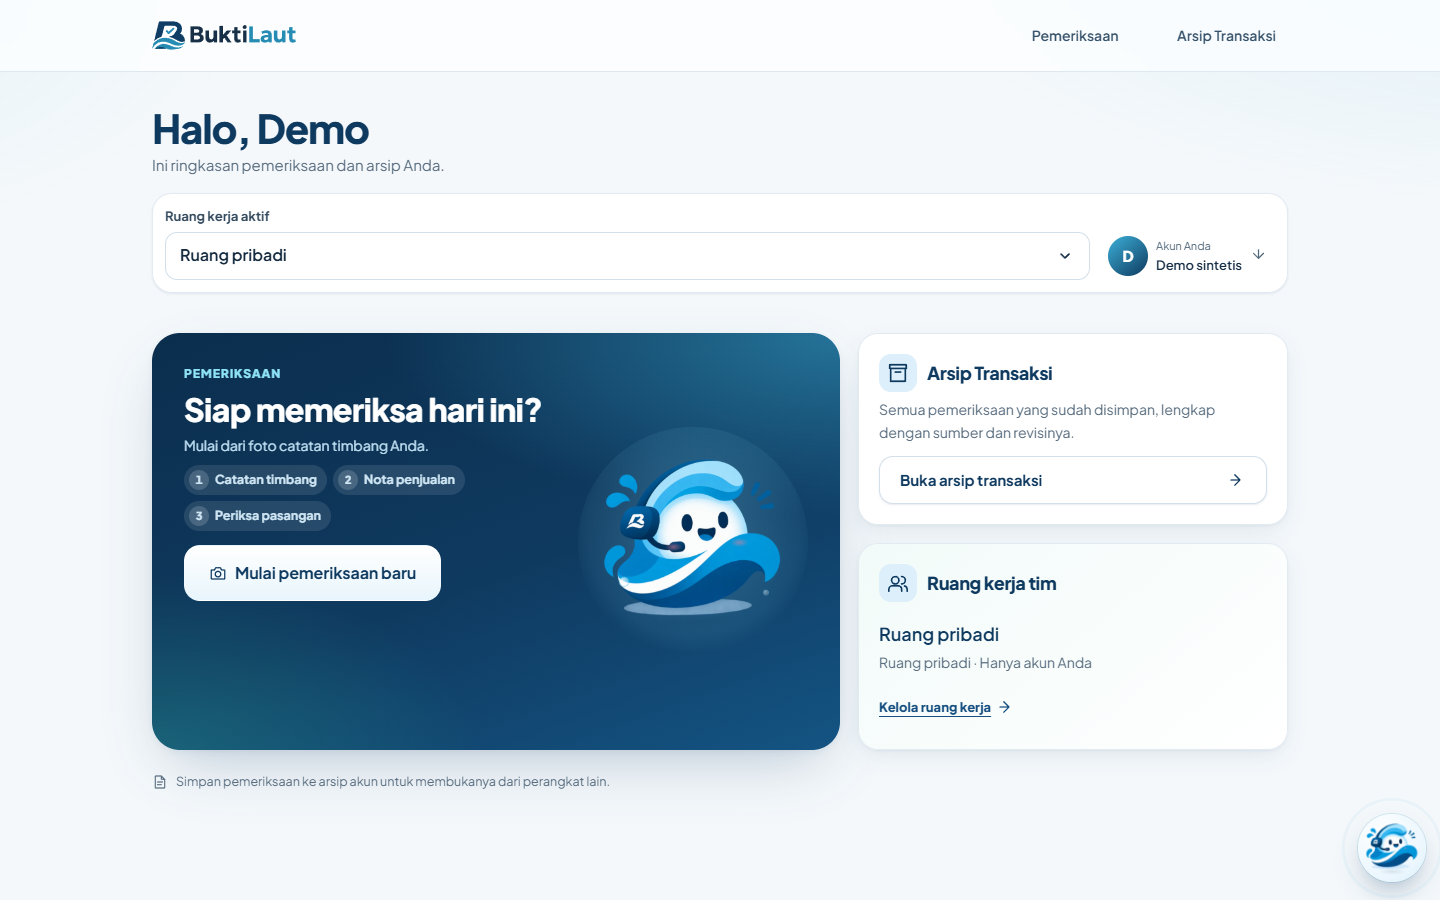 BuktiLaut
Pemeriksaan
Arsip Transaksi
Halo, Demo
Ini ringkasan pemeriksaan dan arsip Anda.
Ruang kerja aktif
Ruang pribadi
D
Akun Anda
Demo sintetis
PEMERIKSAAN
Siap memeriksa hari ini?
Mulai dari foto catatan timbang Anda.
1 Catatan timbang
2 Nota penjualan
3 Periksa pasangan
Mulai pemeriksaan baru
Arsip Transaksi
Semua pemeriksaan yang sudah disimpan, lengkap
dengan sumber dan revisinya.
Buka arsip transaksi
Ruang kerja tim
Ruang pribadi
Ruang pribadi · Hanya akun Anda
Kelola ruang kerja
Simpan pemeriksaan ke arsip akun untuk membukanya dari perangkat lain.